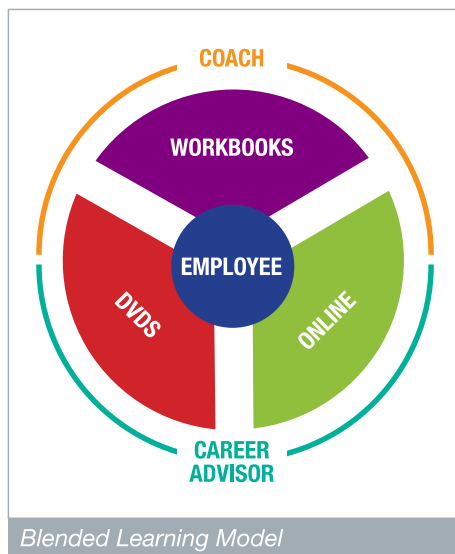 COACH
WORKBOOKS
EMPLOYEE
DVDS
ONLINE
CAREER
ADVISOR
Blended Learning Model